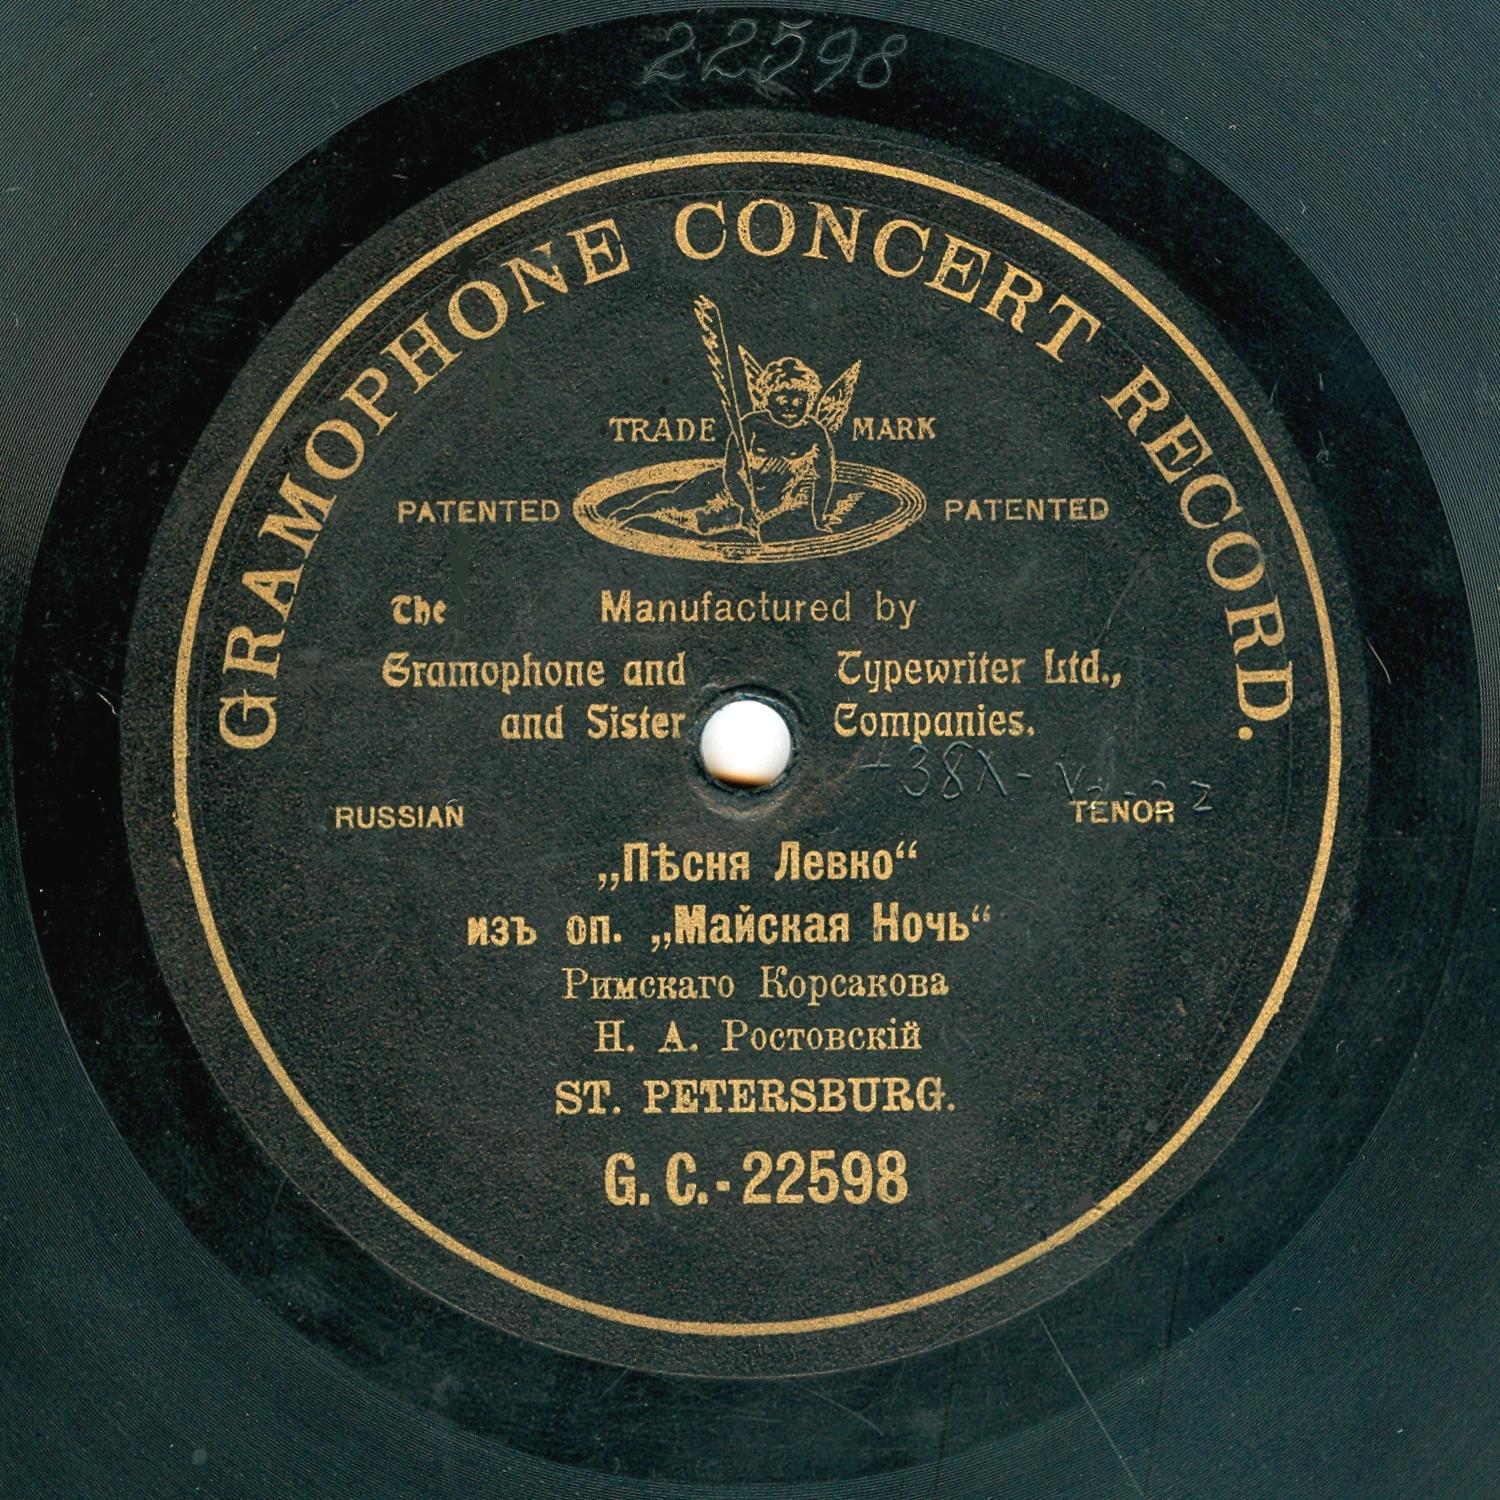 22598
GRAMOPHONE CONCERT RECORD.
TRADE MARK
PATENTED PATENTED
The Manufactured by
Gramophone and Typewriter Ltd.,
and Sister Companies.
RUSSIAN TENOR
„Пѣсня Левко“
изъ оп. „Майская Ночь“
Римскаго Корсакова
Н. А. Ростовскій
ST. PETERSBURG.
G. C.-22598